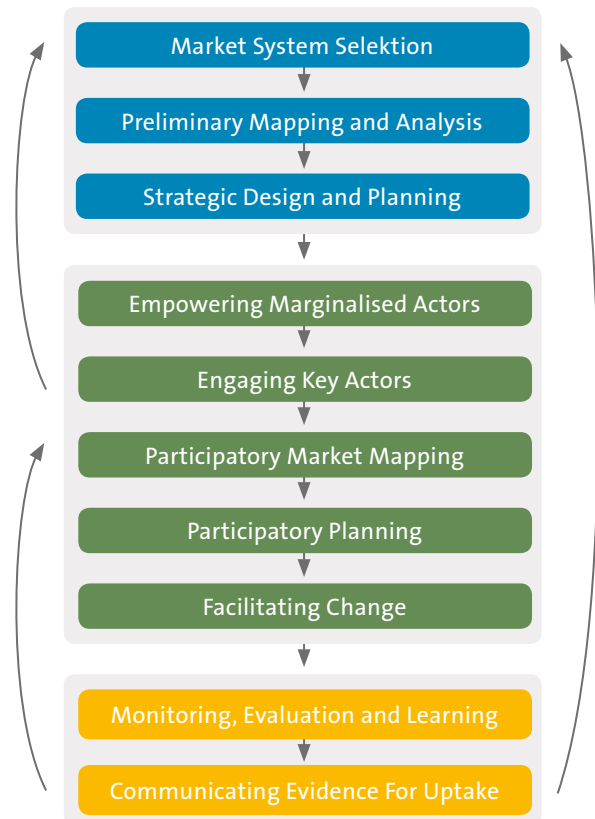 Market System Selektion
Preliminary Mapping and Analysis
Strategic Design and Planning
Empowering Marginalised Actors
Engaging Key Actors
Participatory Market Mapping
Participatory Planning
Facilitating Change
Monitoring, Evaluation and Learning
Communicating Evidence For Uptake